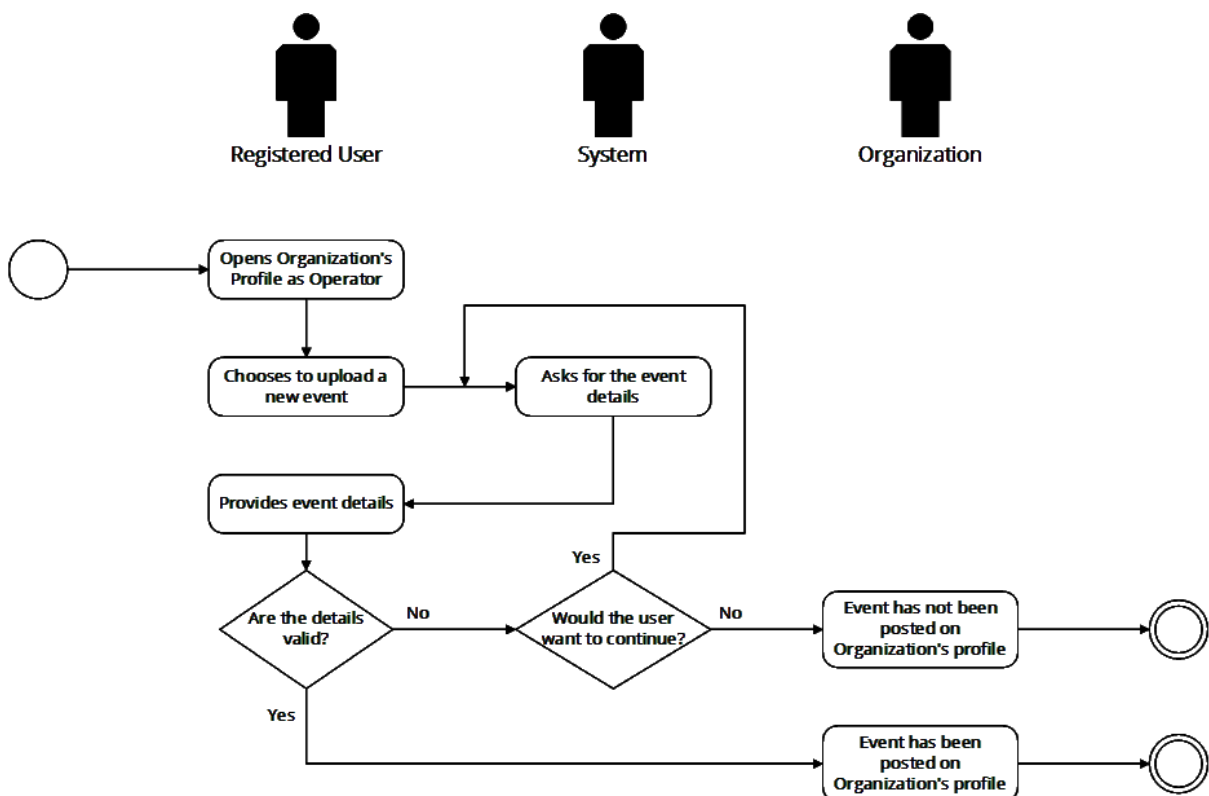 Registered User
System
Organization
Opens Organization's
Profile as Operator
Chooses to upload a
new event
Asks for the event
details
Provides event details
Yes
Are the details
valid?
No
Would the user
want to continue?
No
Event has not been
posted on
Organization's profile
Yes
Event has been
posted on
Organization's profile